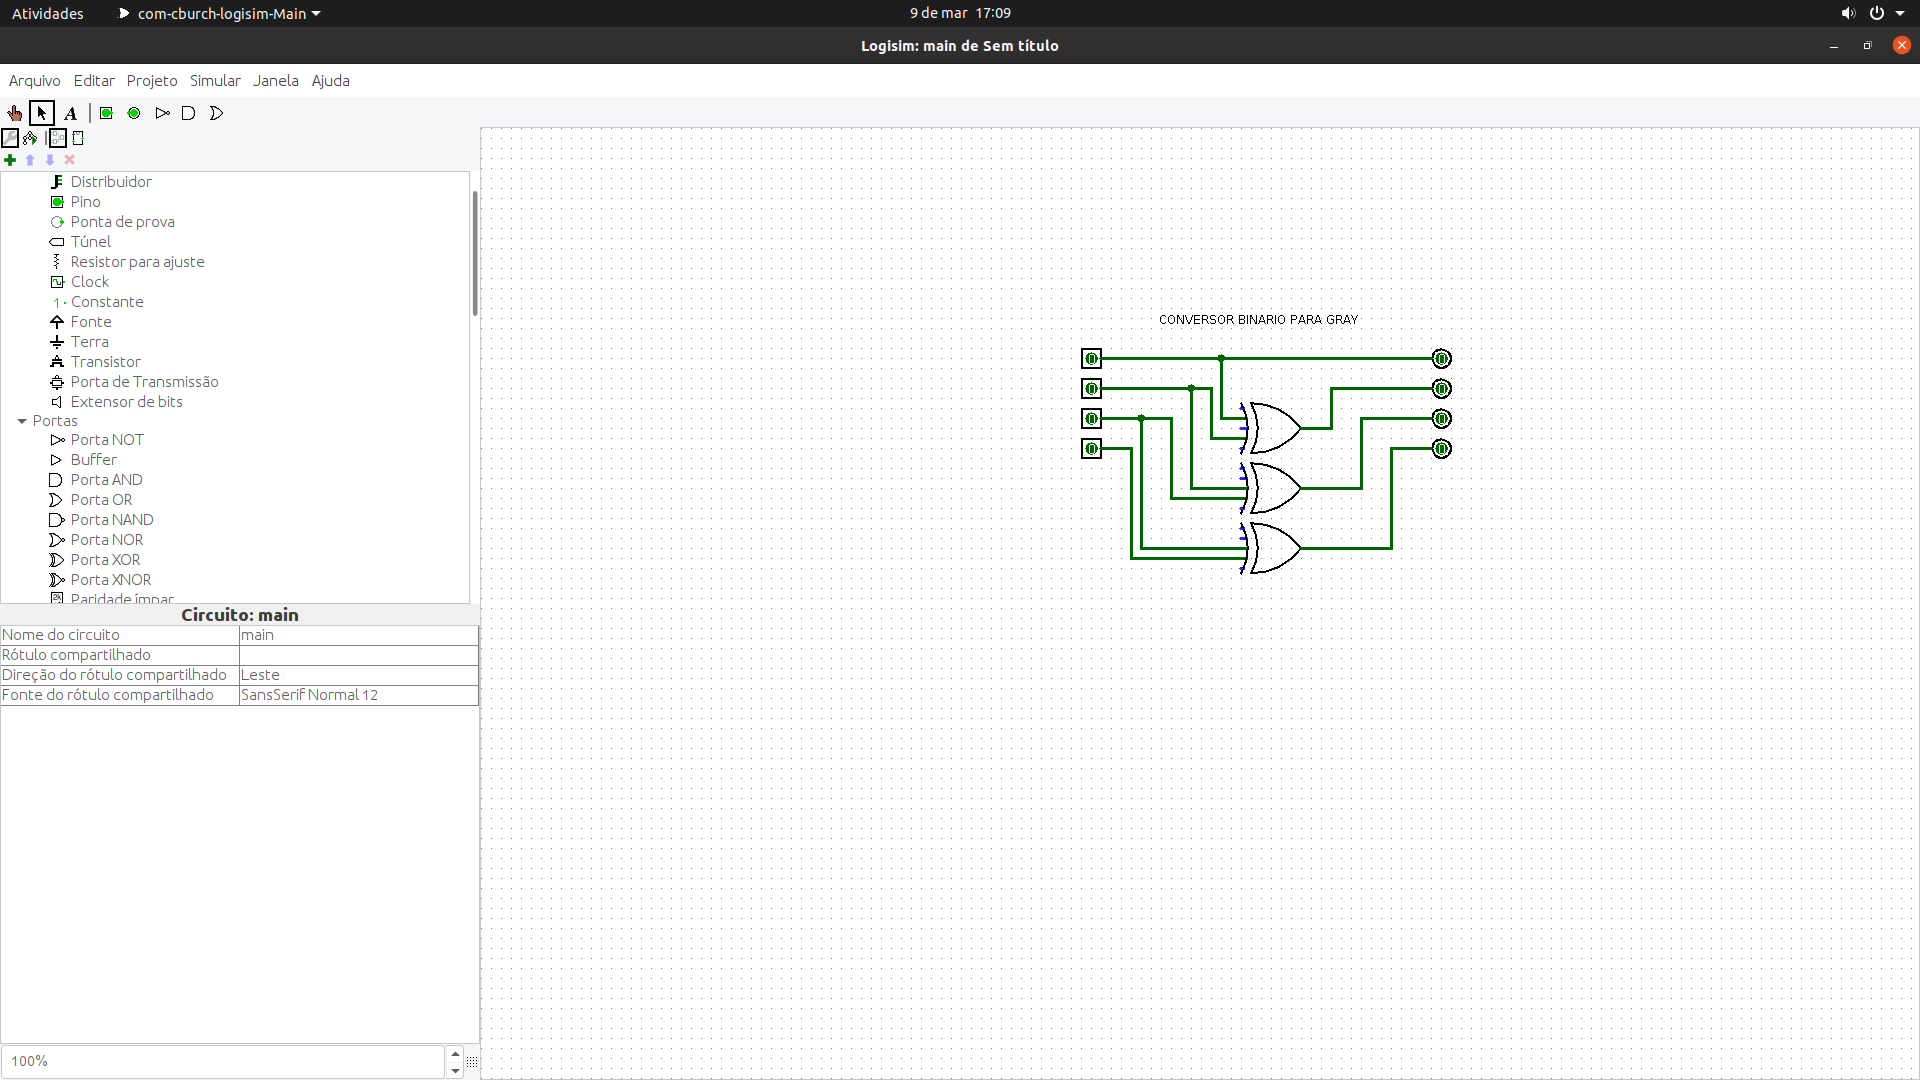 Atividades
com-cburch-logisim-Main
9 de mar 17:09
Logisim: main de Sem título
Arquivo Editar Projeto Simular Janela Ajuda
A
Distribuidor
Pino
Ponta de prova
Túnel
Resistor para ajuste
Clock
1 Constante
Fonte
Terra
Transistor
Porta de Transmissão
Extensor de bits
Portas
Porta NOT
Buffer
Porta AND
Porta OR
Porta NAND
Porta NOR
Porta XOR
Porta XNOR
2k Paridade ímpar
Circuito: main
Nome do circuito main
Rótulo compartilhado
Direção do rótulo compartilhado Leste
Fonte do rótulo compartilhado SansSerif Normal 12
100%
CONVERSOR BINARIO PARA GRAY
0 0
0 0
0 0
0 0